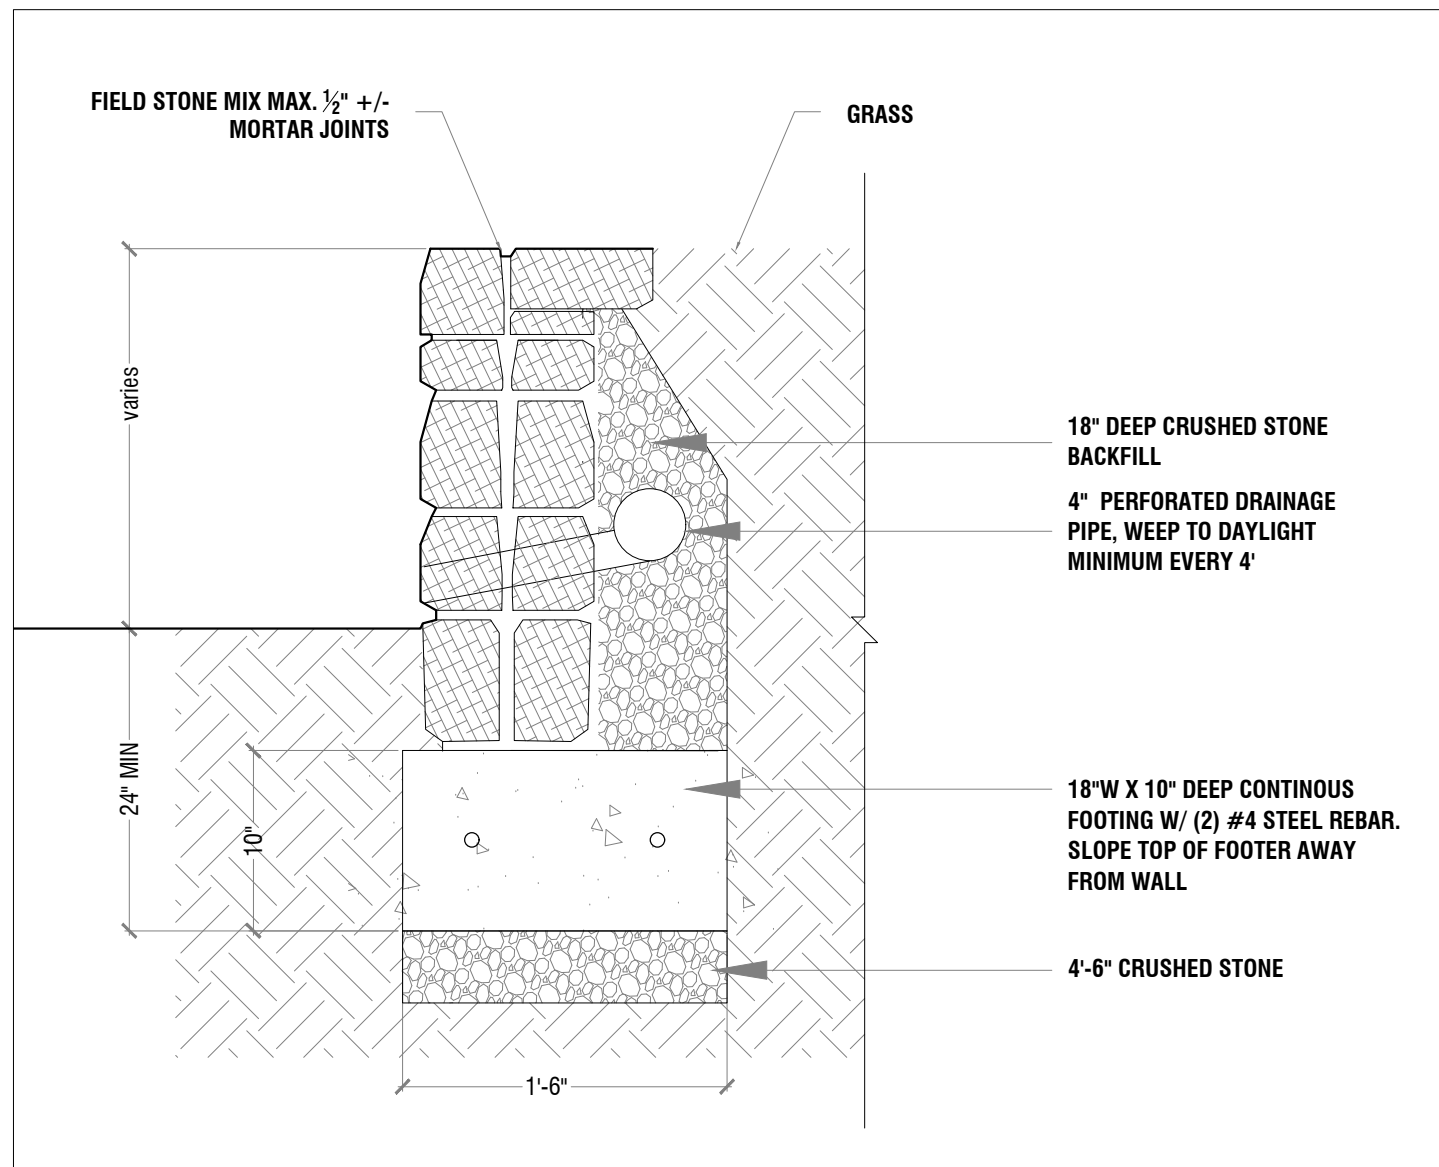 FIELD STONE MIX MAX. ½" +/-
MORTAR JOINTS
GRASS
varies
18" DEEP CRUSHED STONE
BACKFILL
4" PERFORATED DRAINAGE
PIPE, WEEP TO DAYLIGHT
MINIMUM EVERY 4'
24" MIN
10"
18"W X 10" DEEP CONTINOUS
FOOTING W/ (2) #4 STEEL REBAR.
SLOPE TOP OF FOOTER AWAY
FROM WALL
4'-6" CRUSHED STONE
1'-6"